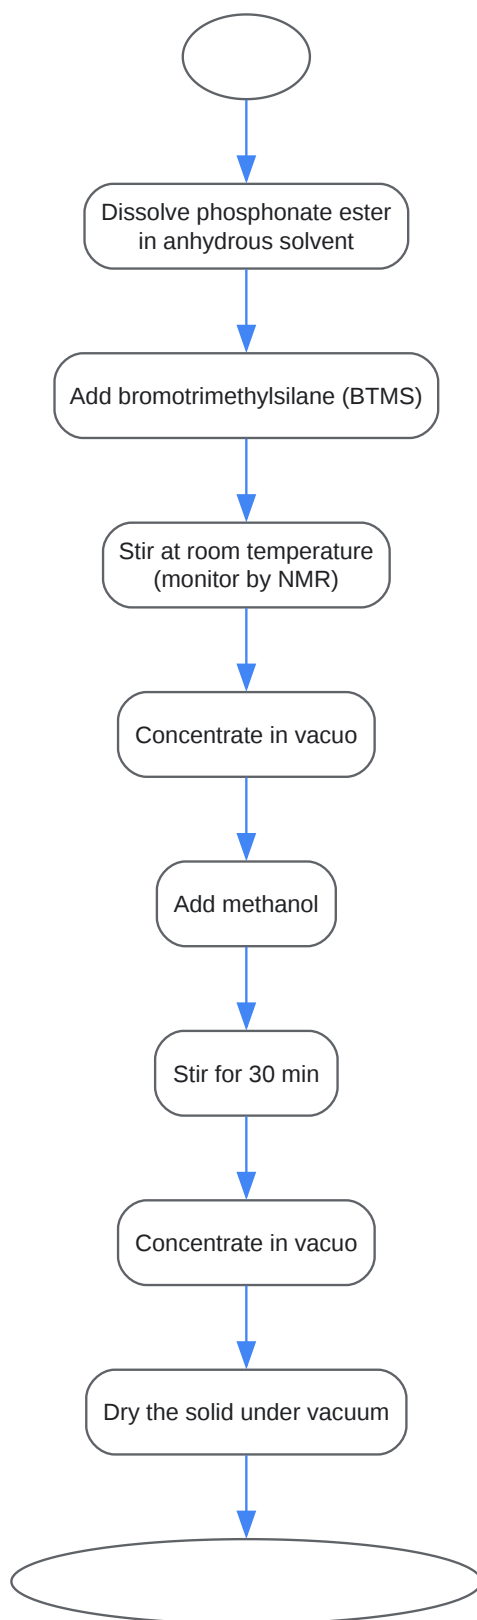 Dissolve phosphonate ester
in anhydrous solvent
Add bromotrimethylsilane (BTMS)
Stir at room temperature
(monitor by NMR)
Concentrate in vacuo
Add methanol
Stir for 30 min
Concentrate in vacuo
Dry the solid under vacuum